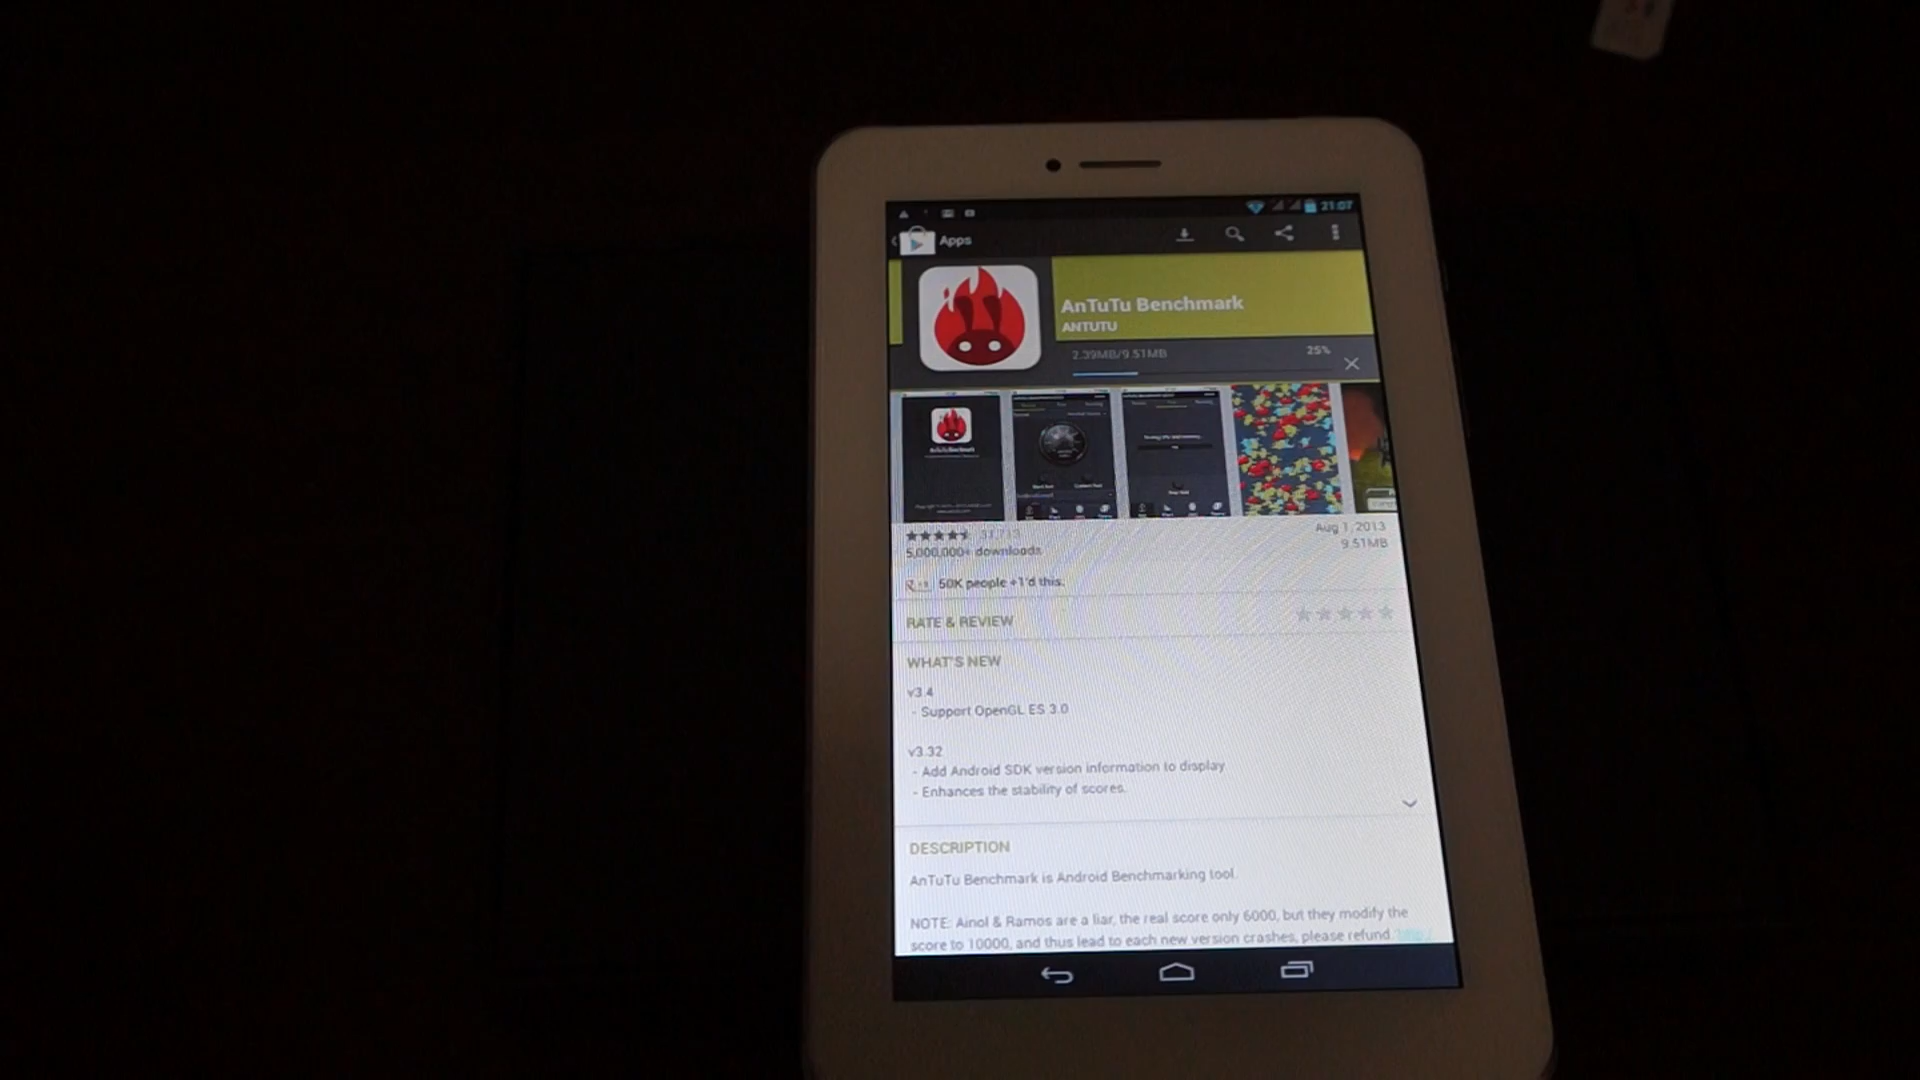 21:07
Apps
AnTuTu Benchmark
ANTUTU
2.39MB/9.51MB
25%
5,000,000+ downloads
Aug 1, 2013
9.51MB
50K people +1'd this.
RATE & REVIEW
WHAT'S NEW
v3.4
- Support OpenGL ES 3.0
v3.32
- Add Android SDK version information to display
- Enhances the stability of scores.
DESCRIPTION
AnTuTu Benchmark is Android Benchmarking tool.
NOTE: Ainol & Ramos are a liar, the real score only 6000, but they modify the
score to 10000, and thus lead to each new version crashes, please refund. http:/